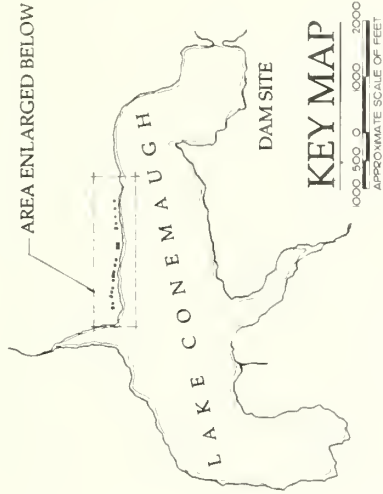 AREA ENLARGED BELOW
LAKE CONEMAUGH
DAM SITE
KEY MAP
1000 500 0 1000 2000
APPROXIMATE SCALE OF FEET